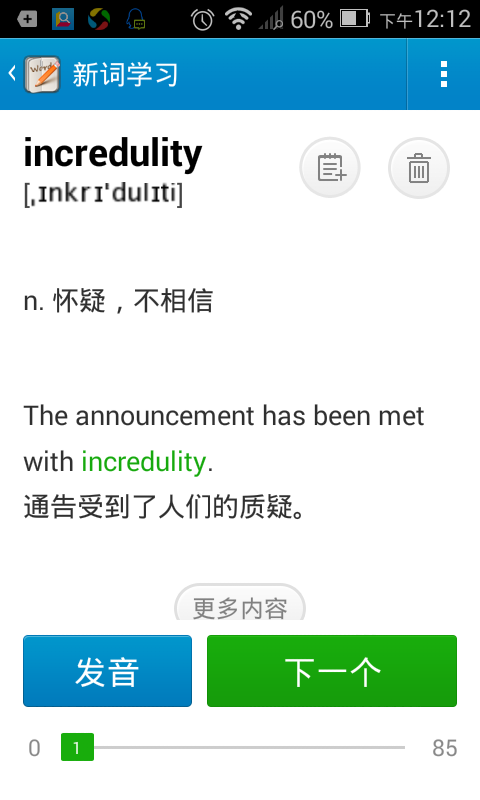 60% 下午12:12
Words 新词学习
incredulity
[ˌɪnkrɪˈdulɪti]
n. 怀疑，不相信
The announcement has been met
with incredulity.
通告受到了人们的质疑。
更多内容
发音 下一个
0 1 85